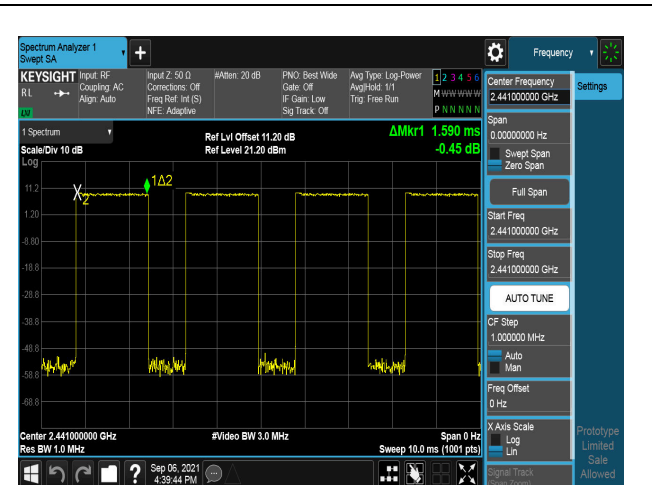 Spectrum Analyzer 1
Swept SA
Frequency
KEYSIGHT
RL
LXI
Input: RF
Coupling: AC
Align: Auto
Input Z: 50 Ω
Corrections: Off
Freq Ref: Int (S)
NFE: Adaptive
#Atten: 20 dB
PNO: Best Wide
Gate: Off
IF Gain: Low
Sig Track: Off
Avg Type: Log-Power
Avg|Hold: 1/1
Trig: Free Run
1 2 3 4 5 6
M W W W W W
P N N N N N
1 Spectrum
Scale/Div 10 dB
Log
Ref Lvl Offset 11.20 dB
Ref Level 21.20 dBm
ΔMkr1 1.590 ms
-0.45 dB
11.2
1.20
-8.80
-18.8
-28.8
-38.8
-48.8
-58.8
-68.8
X2
1Δ2
Center 2.441000000 GHz
Res BW 1.0 MHz
#Video BW 3.0 MHz
Span 0 Hz
Sweep 10.0 ms (1001 pts)
Sep 06, 2021
4:39:44 PM
?
Center Frequency
2.441000000 GHz
Span
0.00000000 Hz
Swept Span
Zero Span
Full Span
Start Freq
2.441000000 GHz
Stop Freq
2.441000000 GHz
AUTO TUNE
CF Step
1.000000 MHz
Auto
Man
Freq Offset
0 Hz
X Axis Scale
Log
Lin
Signal Track
(Span Zoom)
Settings
Prototype
Limited
Sale
Allowed